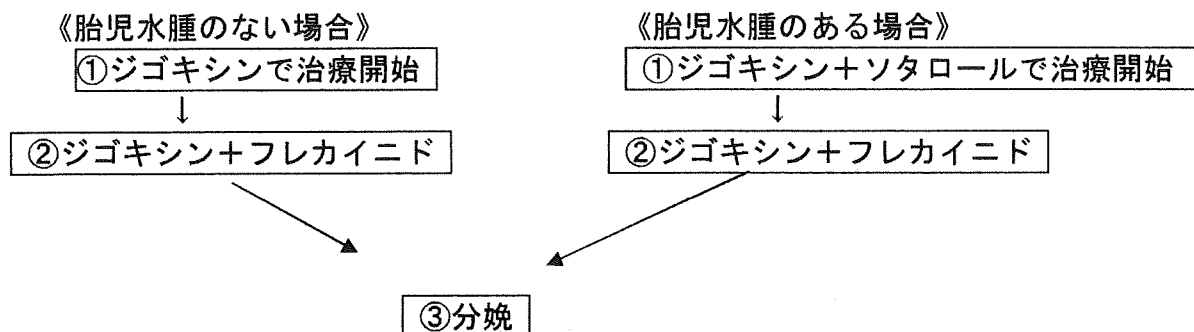 《胎児水腫のない場合》
①ジゴキシンで治療開始
↓
②ジゴキシン＋フレカイニド
《胎児水腫のある場合》
①ジゴキシン＋ソタロールで治療開始
↓
②ジゴキシン＋フレカイニド
③分娩